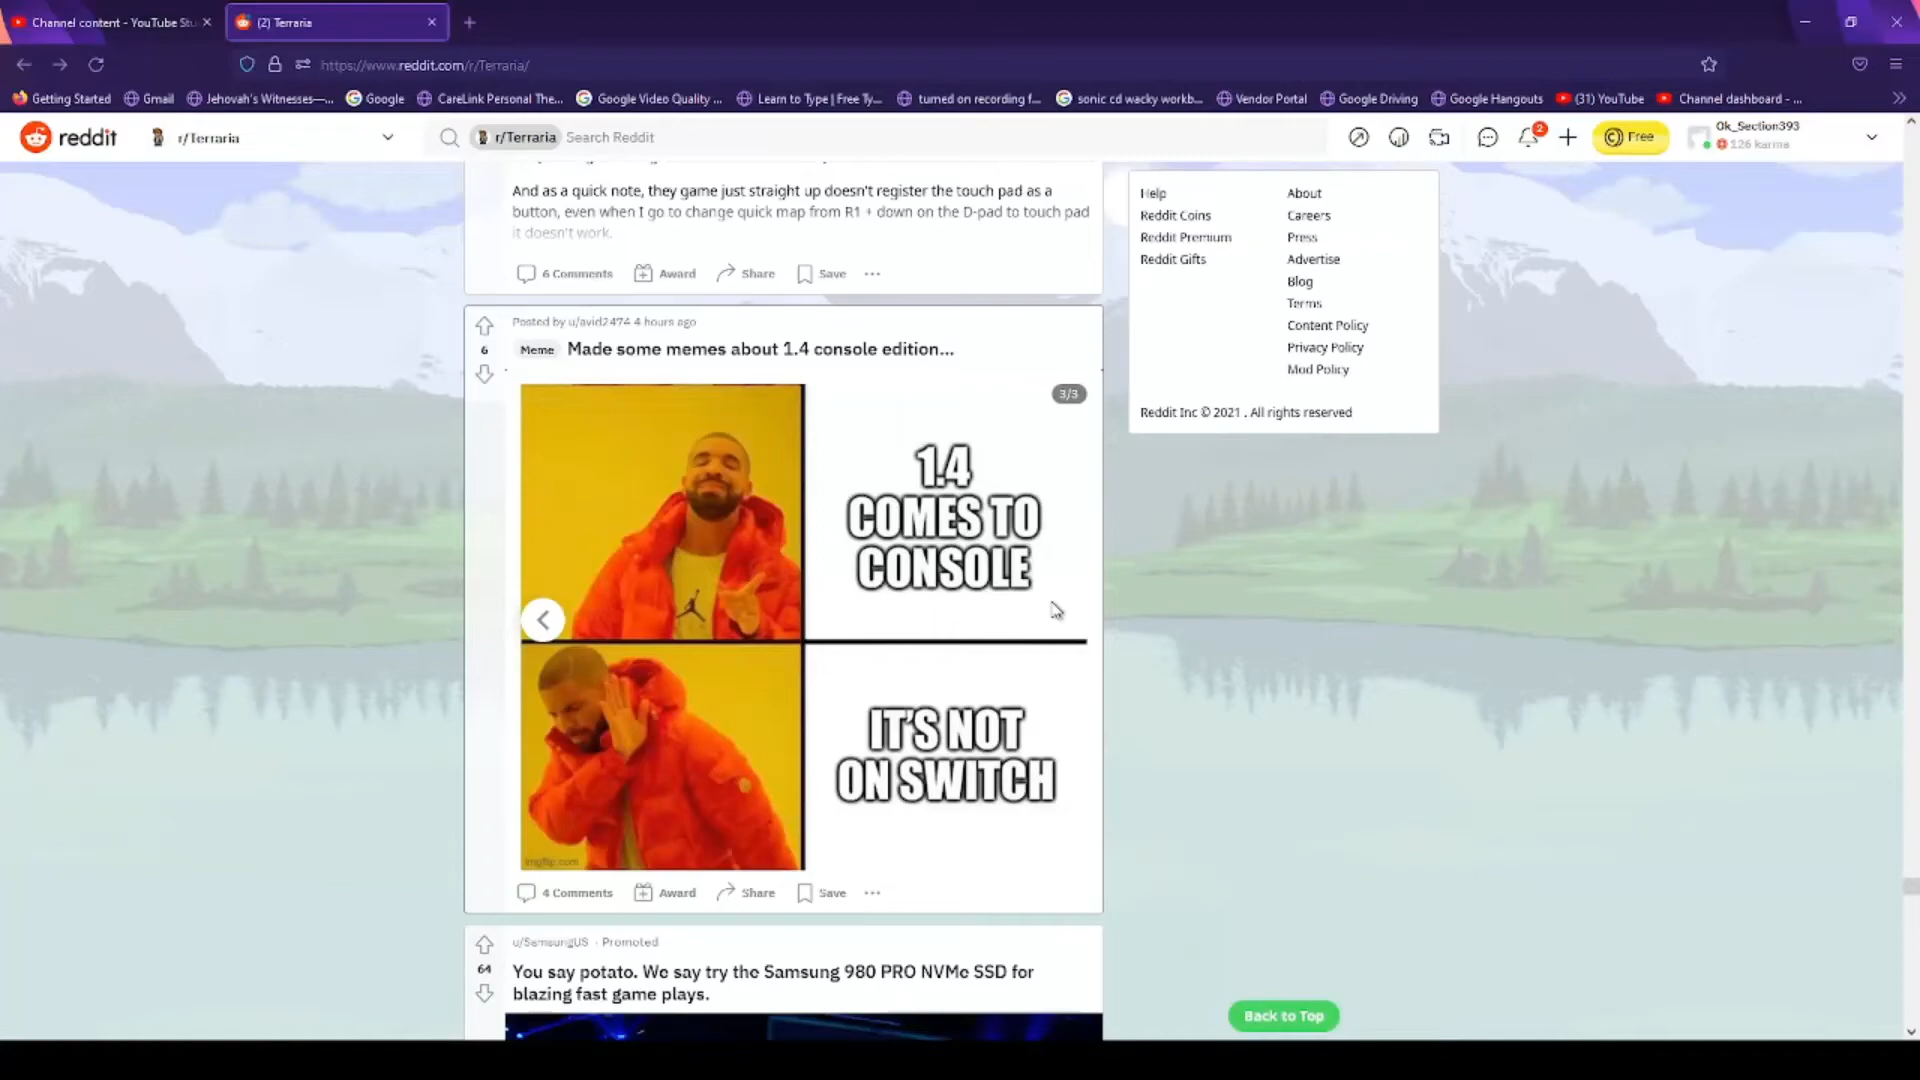 Channel content - YouTube Stu
(2) Terraria
https://www.reddit.com/r/Terraria/
Getting Started
Gmail
Jehovah's Witnesses—...
Google
CareLink Personal The...
Google Video Quality ...
Learn to Type | Free Ty...
turned on recording f...
sonic cd wacky workb...
Vendor Portal
Google Driving
Google Hangouts
(31) YouTube
Channel dashboard - ...
reddit
r/Terraria
r/Terraria Search Reddit
2
Free
Ok_Section393
126 karma
And as a quick note, they game just straight up doesn't register the touch pad as a
button, even when I go to change quick map from R1 + down on the D-pad to touch pad
it doesn't work.
6 Comments Award Share Save
Help
Reddit Coins
Reddit Premium
Reddit Gifts
About
Careers
Press
Advertise
Blog
Terms
Content Policy
Privacy Policy
Mod Policy
Reddit Inc © 2021 . All rights reserved
Posted by u/avid2474 4 hours ago
6
Meme Made some memes about 1.4 console edition...
3/3
1.4
COMES TO
CONSOLE
IT'S NOT
ON SWITCH
imgflip.com
4 Comments Award Share Save
u/SamsungUS · Promoted
64
You say potato. We say try the Samsung 980 PRO NVMe SSD for
blazing fast game plays.
Back to Top